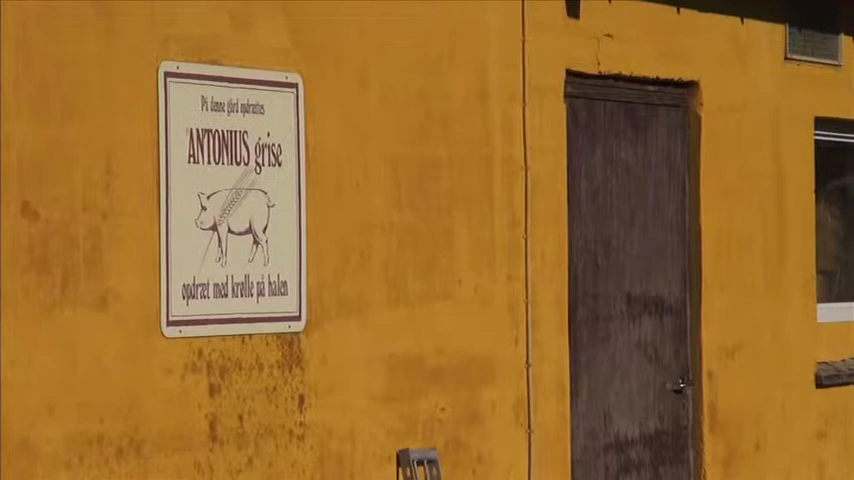 På denne gård opdrættes
ANTONIUS grise
opdræt med krølle på halen